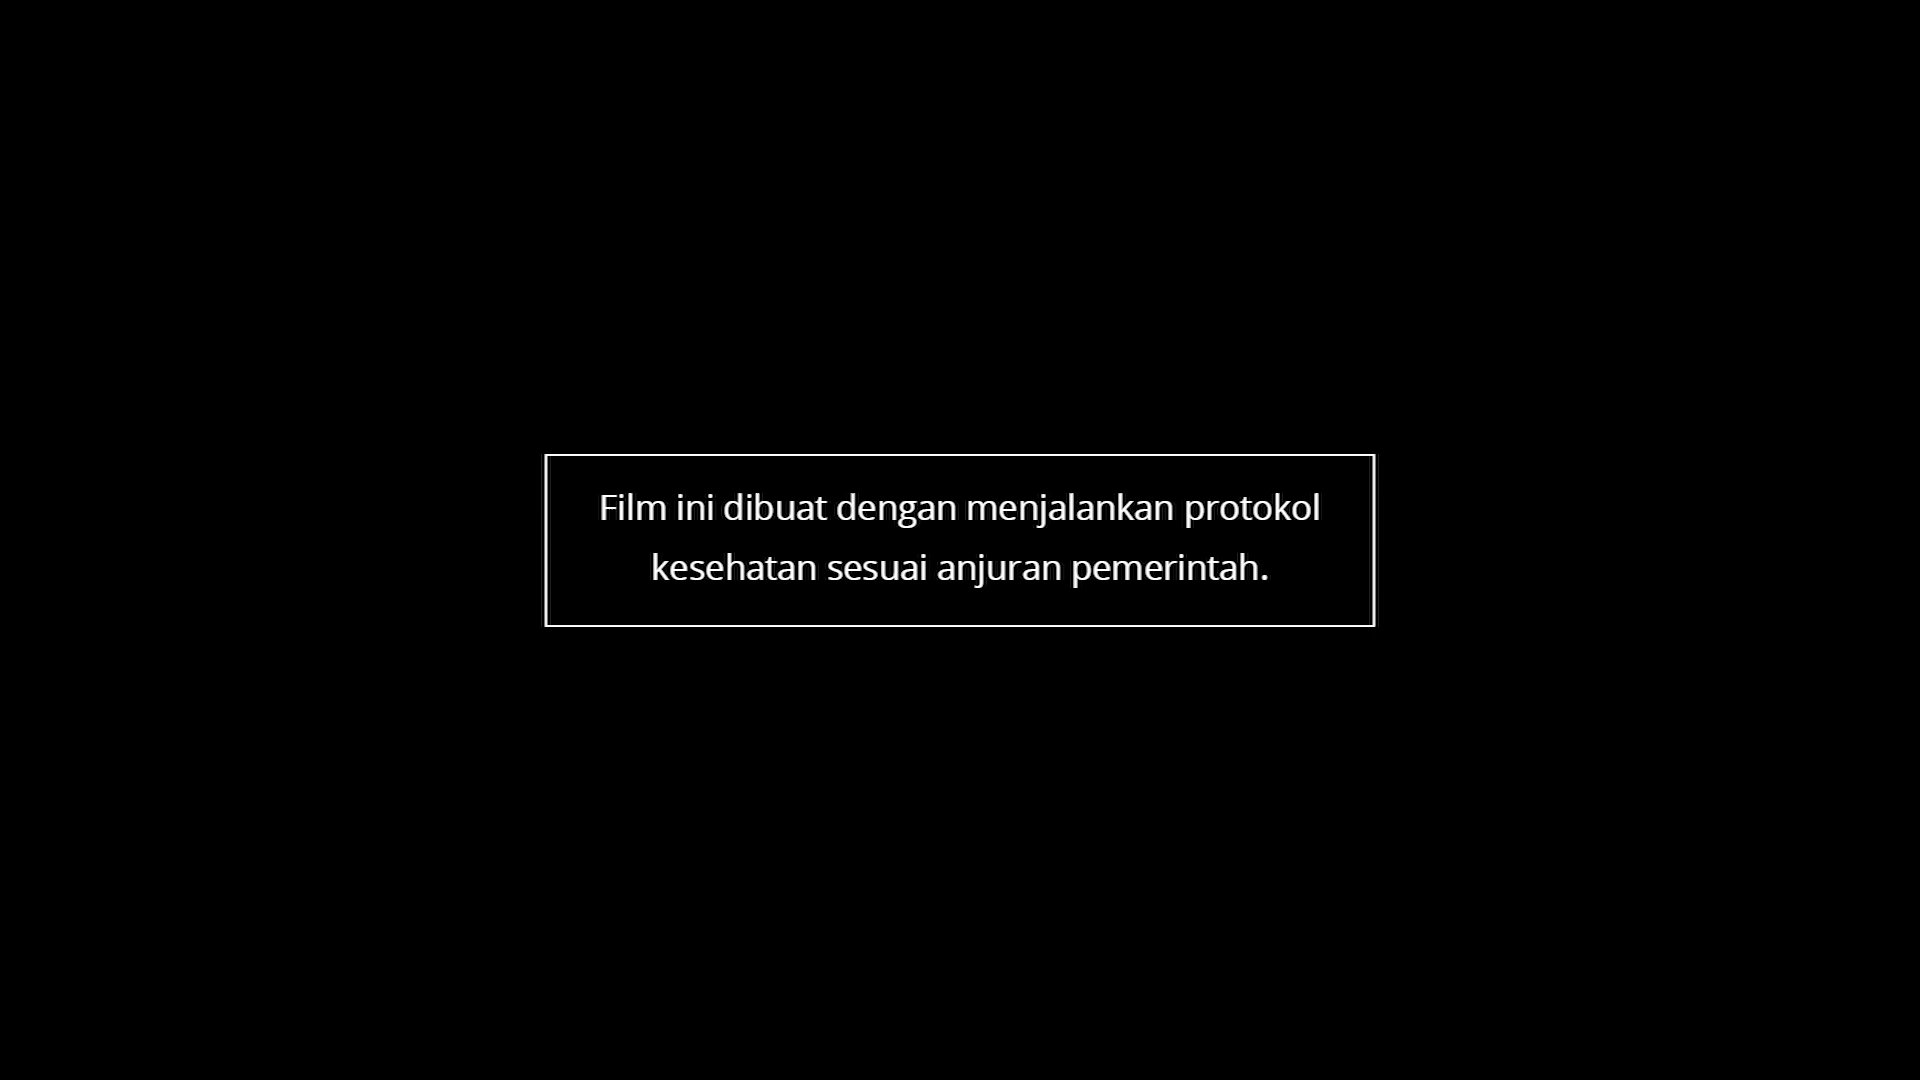 Film ini dibuat dengan menjalankan protokol
kesehatan sesuai anjuran pemerintah.